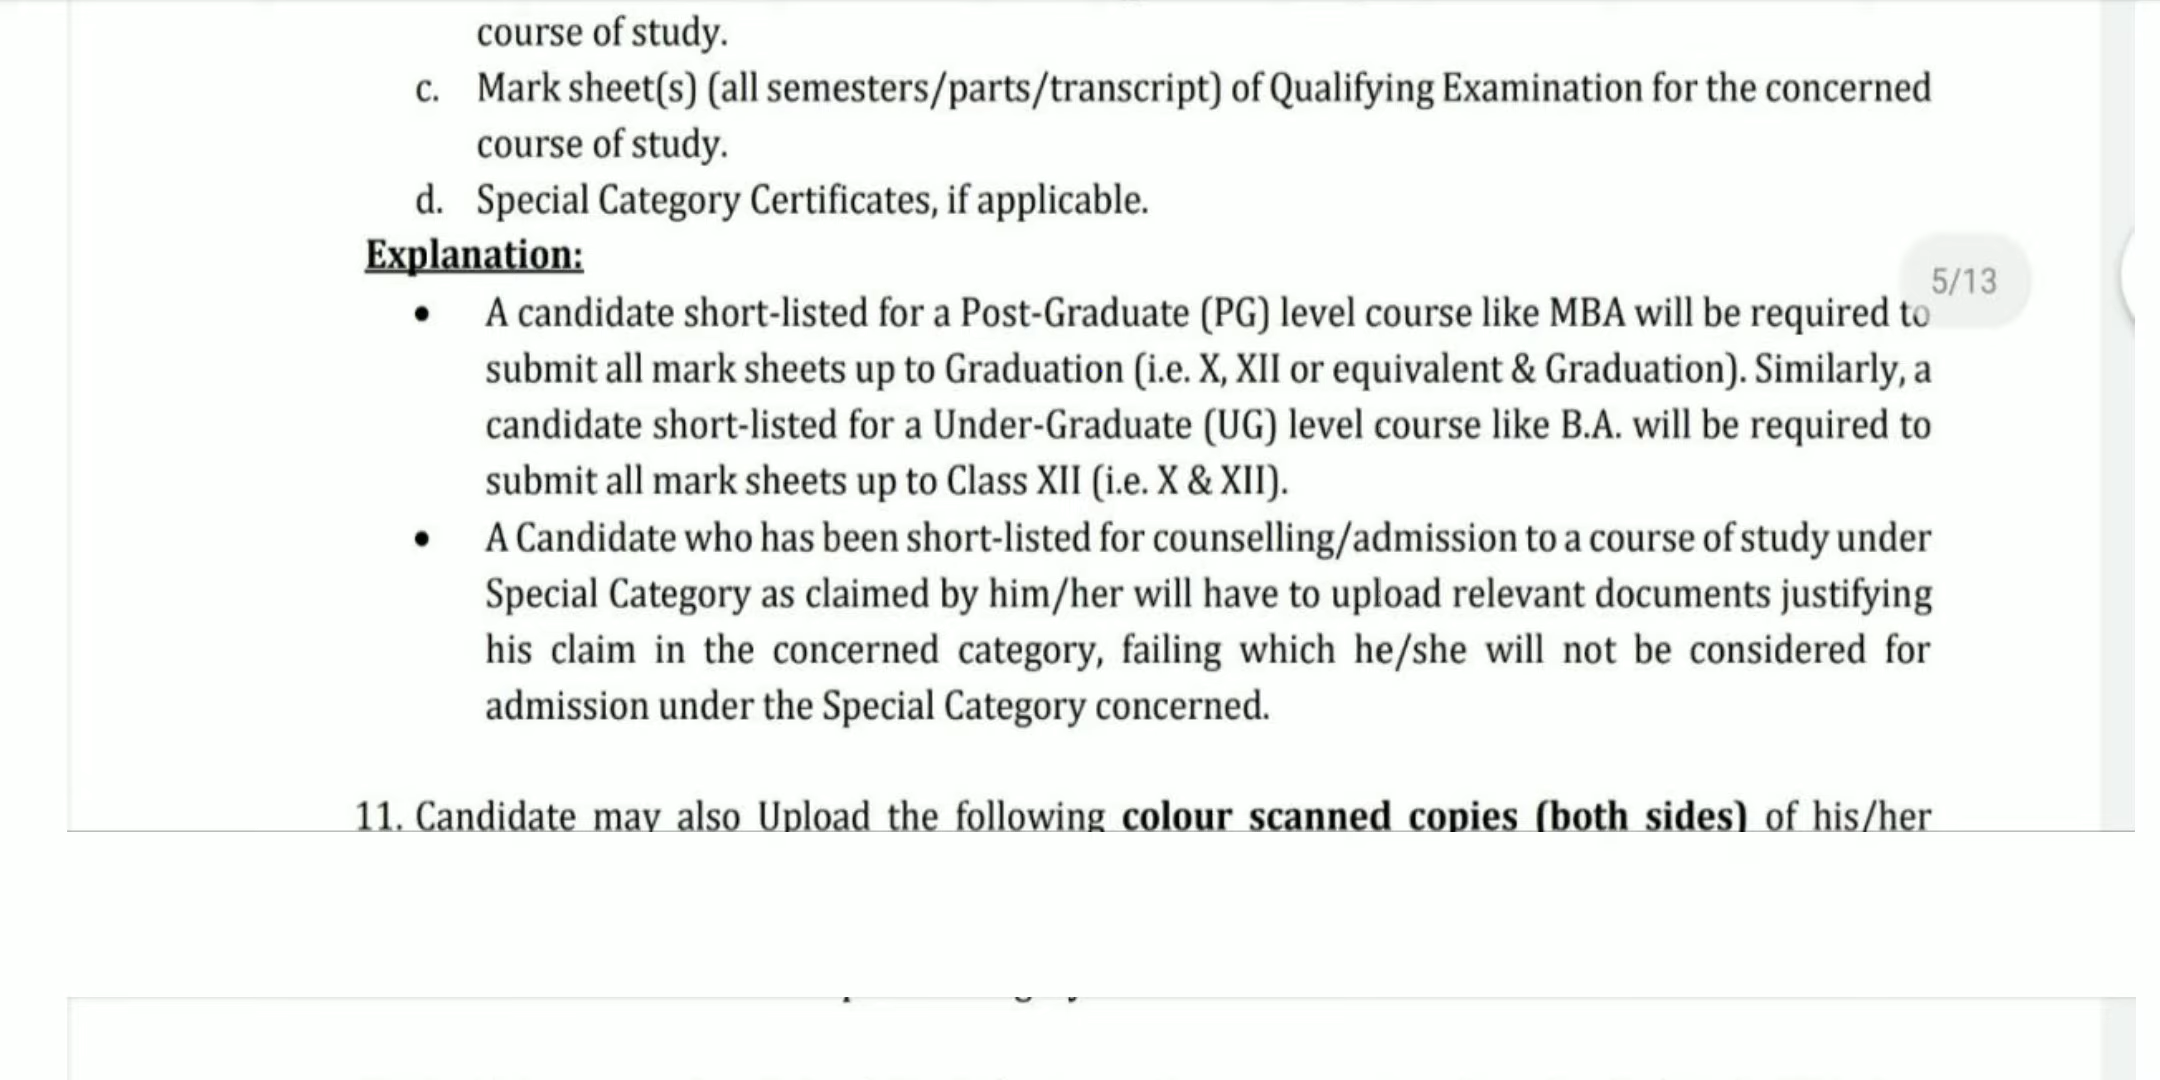 course of study.
c. Mark sheet(s) (all semesters/parts/transcript) of Qualifying Examination for the concerned
course of study.
d. Special Category Certificates, if applicable.
Explanation:
5/13
• A candidate short-listed for a Post-Graduate (PG) level course like MBA will be required to
submit all mark sheets up to Graduation (i.e. X, XII or equivalent & Graduation). Similarly, a
candidate short-listed for a Under-Graduate (UG) level course like B.A. will be required to
submit all mark sheets up to Class XII (i.e. X & XII).
• A Candidate who has been short-listed for counselling/admission to a course of study under
Special Category as claimed by him/her will have to upload relevant documents justifying
his claim in the concerned category, failing which he/she will not be considered for
admission under the Special Category concerned.
11. Candidate may also Upload the following colour scanned copies (both sides) of his/her